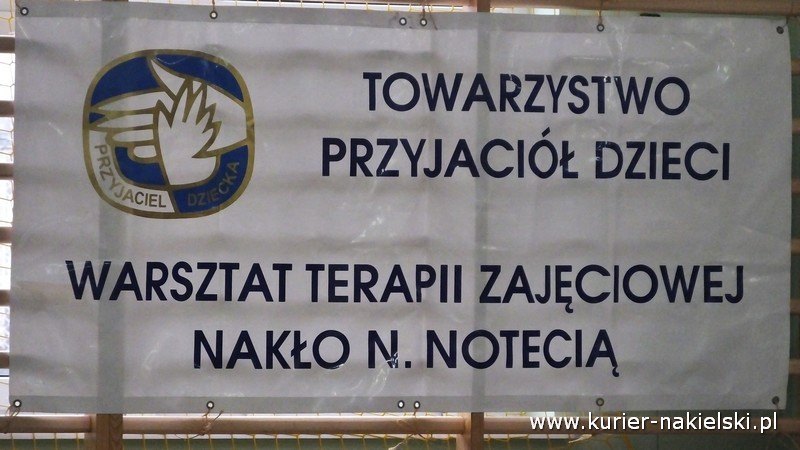 TOWARZYSTWO
PRZYJACIÓŁ DZIECI
PRZYJACIEL DZIECKA
WARSZTAT TERAPII ZAJĘCIOWEJ
NAKŁO N. NOTECIĄ
www.kurier-nakielski.pl